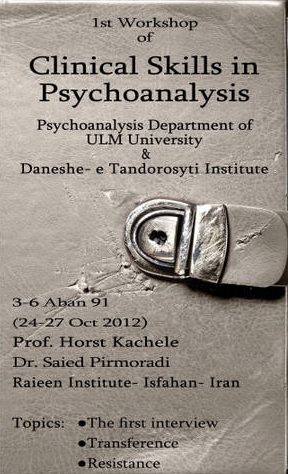 1st Workshop
of
Clinical Skills in
Psychoanalysis
Psychoanalysis Department of
ULM University
&
Daneshe- e Tandorosyti Institute
3-6 Aban 91
(24-27 Oct 2012)
Prof. Horst Kachele
Dr. Saied Pirmoradi
Raieen Institute- Isfahan- Iran
Topics: ●The first interview
●Transference
●Resistance